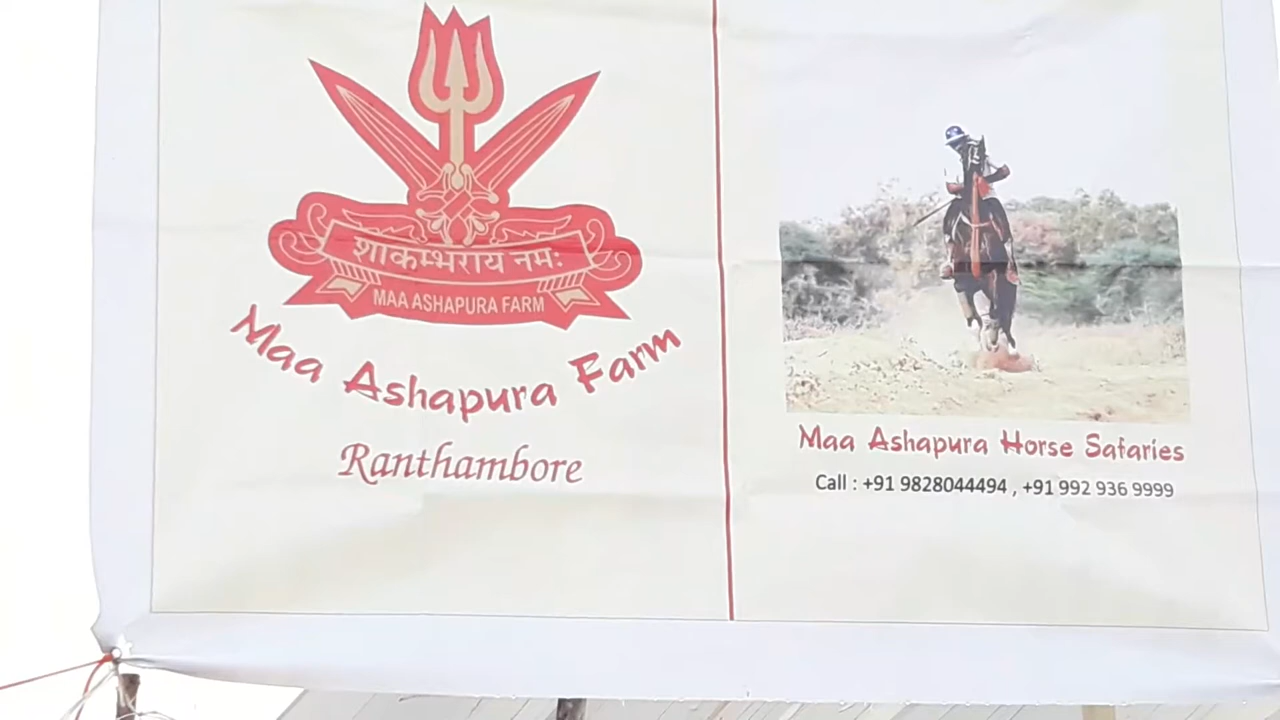 शाकम्भराय नमः
MAA ASHAPURA FARM
Maa Ashapura Farm
Ranthambore
Maa Ashapura Horse Safaries
Call : +91 9828044494 , +91 992 936 9999